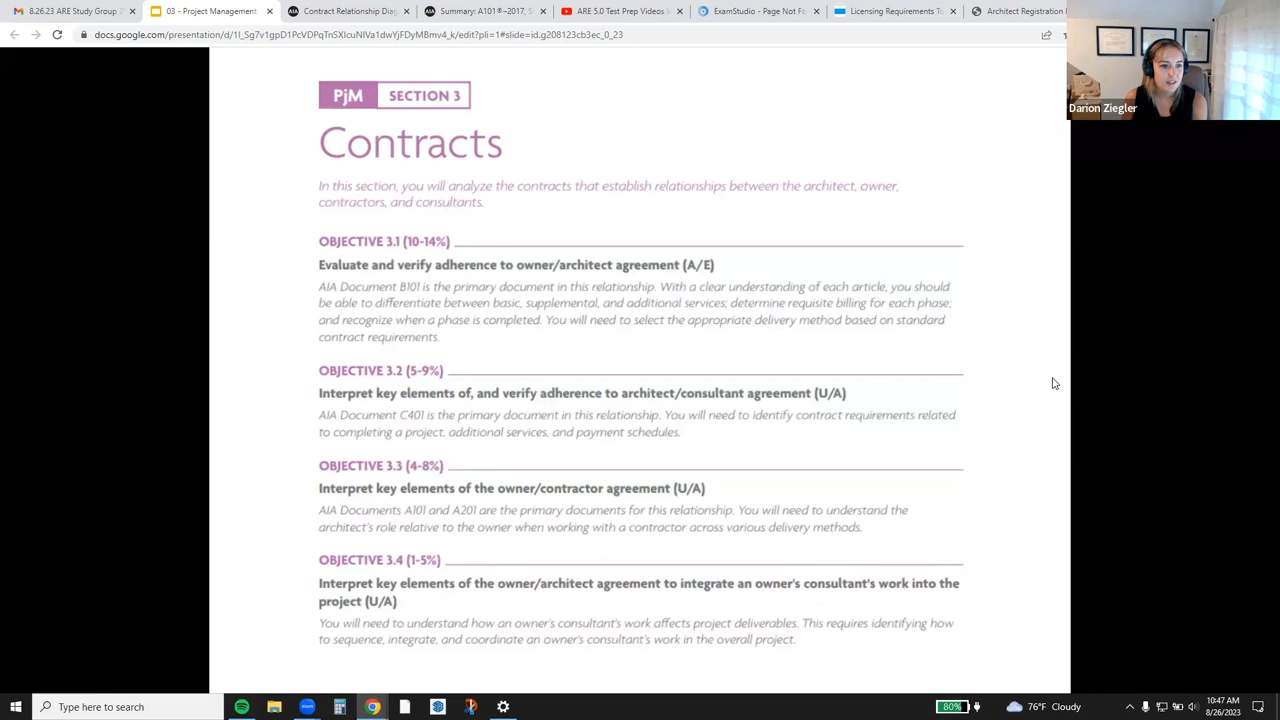 8.26.23 ARE Study Group
03 - Project Management
Contract Relationship Diag
Summary: A101®–2017, S
ARE 5.0 Test Prep Videos
ExamStudio - Page Not Fo
Licensing Requirements To
Architect Registration
docs.google.com/presentation/d/1I_Sg7v1gpD1PcVDPqTnSXIcuNIVa1dwYjFDyMBmv4_k/edit?pli=1#slide=id.g208123cb3ec_0_23
Darion Ziegler
PjM SECTION 3
Contracts
In this section, you will analyze the contracts that establish relationships between the architect, owner,
contractors, and consultants.
OBJECTIVE 3.1 (10-14%)
Evaluate and verify adherence to owner/architect agreement (A/E)
AIA Document B101 is the primary document in this relationship. With a clear understanding of each article, you should
be able to differentiate between basic, supplemental, and additional services; determine requisite billing for each phase;
and recognize when a phase is completed. You will need to select the appropriate delivery method based on standard
contract requirements.
OBJECTIVE 3.2 (5-9%)
Interpret key elements of, and verify adherence to architect/consultant agreement (U/A)
AIA Document C401 is the primary document in this relationship. You will need to identify contract requirements related
to completing a project, additional services, and payment schedules.
OBJECTIVE 3.3 (4-8%)
Interpret key elements of the owner/contractor agreement (U/A)
AIA Documents A101 and A201 are the primary documents for this relationship. You will need to understand the
architect's role relative to the owner when working with a contractor across various delivery methods.
OBJECTIVE 3.4 (1-5%)
Interpret key elements of the owner/architect agreement to integrate an owner's consultant's work into the
project (U/A)
You will need to understand how an owner's consultant's work affects project deliverables. This requires identifying how
to sequence, integrate, and coordinate an owner's consultant's work in the overall project.
Type here to search
80%
76°F Cloudy
10:47 AM
8/26/2023